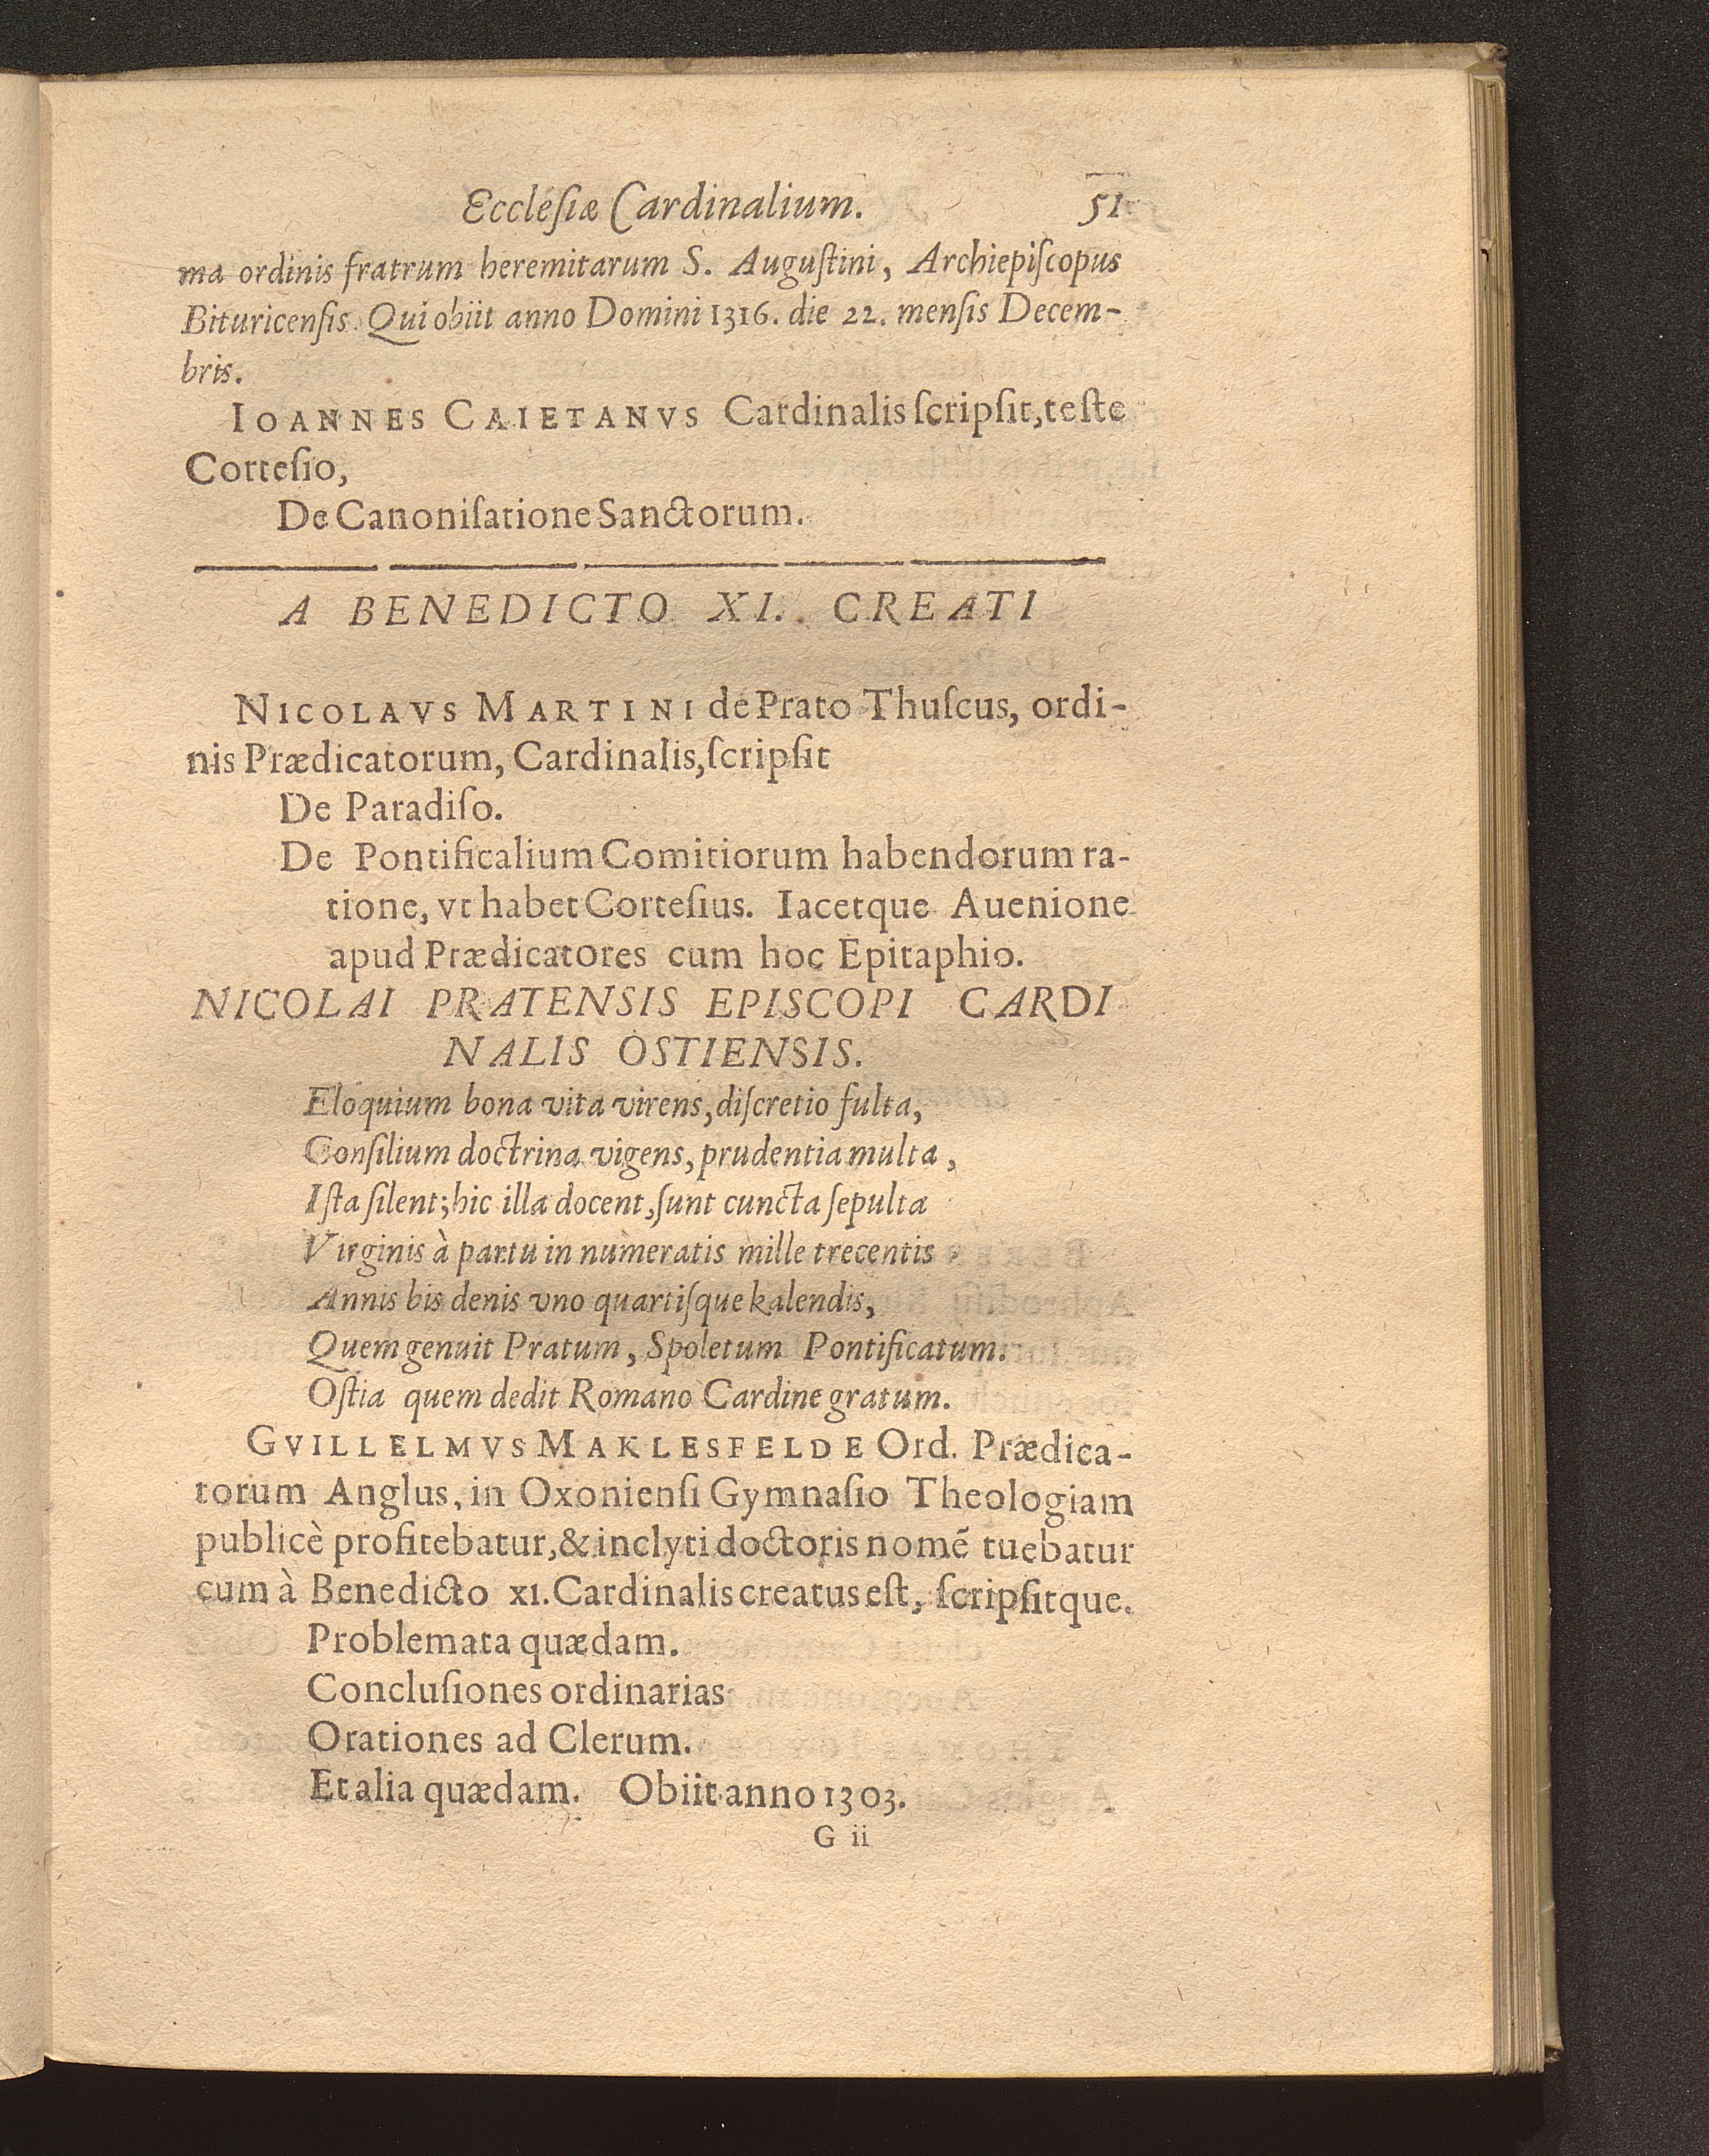 Ecclesiæ Cardinalium. 51
ma ordinis fratrum heremitarum S. Auguſtini, Archiepiſcopus
Bituricenſis. Qui obiit anno Domini 1316. die 22. menſis Decem-
bris.
IOANNES CAIETANVS Cardinalis ſcripſit, teſte
Corteſio,
De Canoniſatione Sanctorum.
A BENEDICTO XI. CREATI
NICOLAVS MARTINI de Prato Thuſcus, ordi-
nis Prædicatorum, Cardinalis, ſcripſit
De Paradiſo.
De Pontificalium Comitiorum habendorum ra-
tione, vt habet Corteſius. Iacetque Auenione
apud Prædicatores cum hoc Epitaphio.
NICOLAI PRATENSIS EPISCOPI CARDI
NALIS OSTIENSIS.
Eloquium bona vita virens, diſcretio fulta,
Conſilium doctrina vigens, prudentia multa,
Iſta ſilent; hic illa docent, ſunt cuncta ſepulta
Virginis à partu in numeratis mille trecentis
Annis bis denis vno quartiſque kalendis,
Quem genuit Pratum, Spoletum Pontificatum.
Oſtia quem dedit Romano Cardine gratum.
GVILLELMVS MAKLESFELDE Ord. Prædica-
torum Anglus, in Oxonienſi Gymnaſio Theologiam
publicè profitebatur, & inclyti doctoris nomẽ tuebatur
cum à Benedicto XI. Cardinalis creatus eſt, ſcripſitque.
Problemata quædam.
Concluſiones ordinarias
Orationes ad Clerum.
Et alia quædam. Obiit anno 1303.
G ii